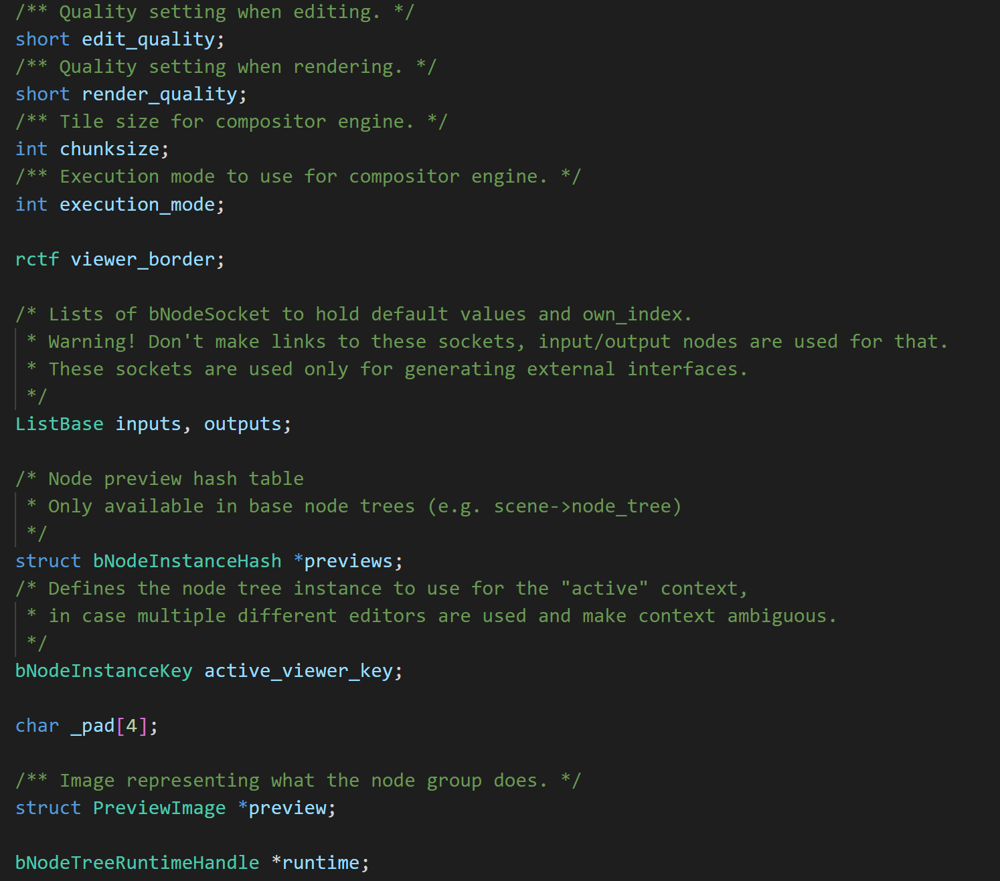 /** Quality setting when editing. */
short edit_quality;
/** Quality setting when rendering. */
short render_quality;
/** Tile size for compositor engine. */
int chunksize;
/** Execution mode to use for compositor engine. */
int execution_mode;

rctf viewer_border;

/* Lists of bNodeSocket to hold default values and own_index.
 * Warning! Don't make links to these sockets, input/output nodes are used for that.
 * These sockets are used only for generating external interfaces.
 */
ListBase inputs, outputs;

/* Node preview hash table
 * Only available in base node trees (e.g. scene->node_tree)
 */
struct bNodeInstanceHash *previews;
/* Defines the node tree instance to use for the "active" context,
 * in case multiple different editors are used and make context ambiguous.
 */
bNodeInstanceKey active_viewer_key;

char _pad[4];

/** Image representing what the node group does. */
struct PreviewImage *preview;

bNodeTreeRuntimeHandle *runtime;